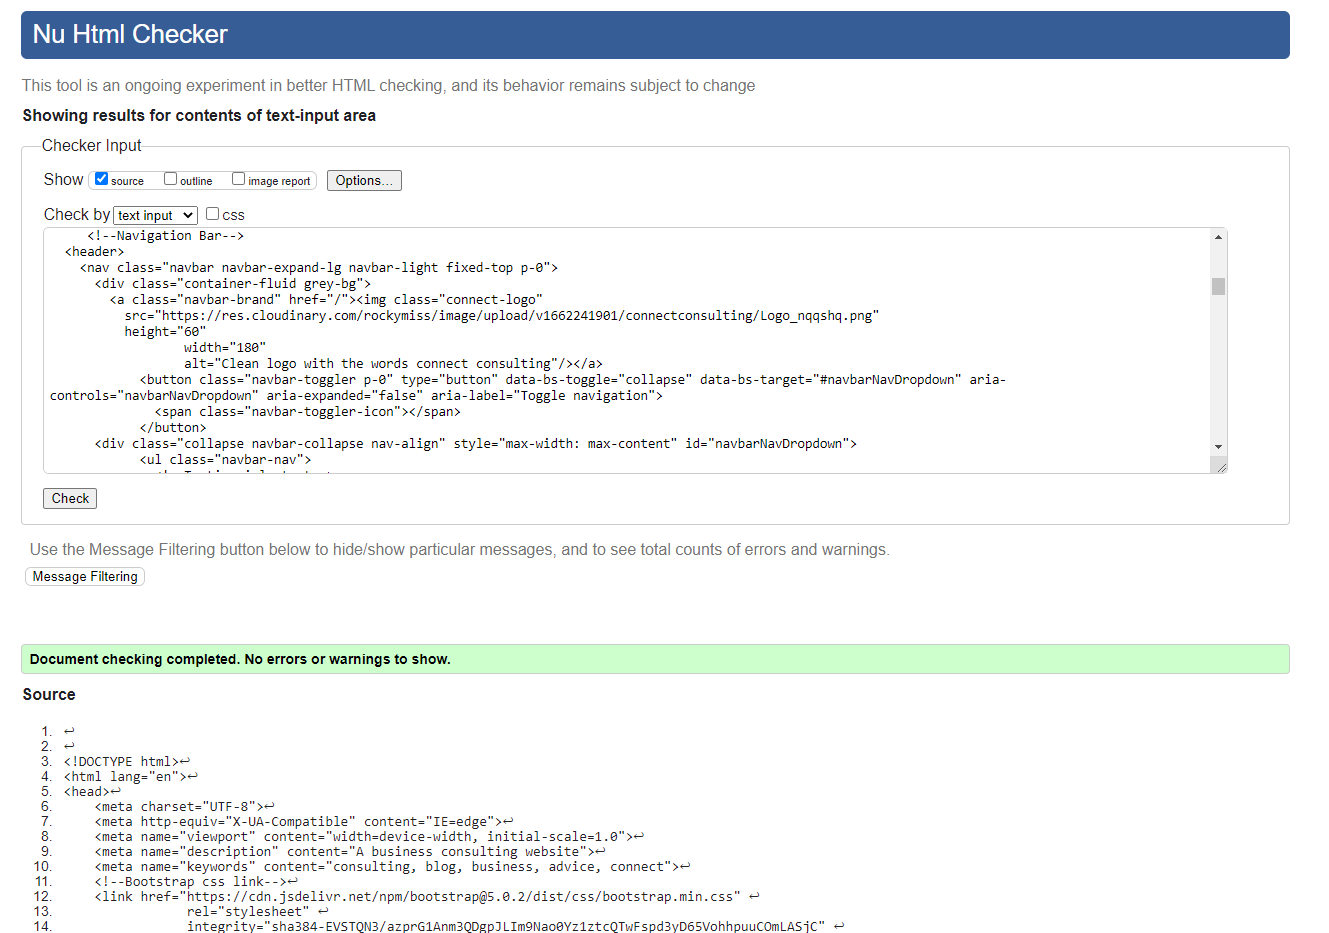 Nu Html Checker
This tool is an ongoing experiment in better HTML checking, and its behavior remains subject to change
Showing results for contents of text-input area
Checker Input
Show source outline image report Options...
Check by text input css
<!--Navigation Bar-->
<header>
<nav class="navbar navbar-expand-lg navbar-light fixed-top p-0">
<div class="container-fluid grey-bg">
<a class="navbar-brand" href="/"><img class="connect-logo"
src="https://res.cloudinary.com/rockymiss/image/upload/v1662241901/connectconsulting/Logo_nqqshq.png"
height="60"
width="180"
alt="Clean logo with the words connect consulting"/></a>
<button class="navbar-toggler p-0" type="button" data-bs-toggle="collapse" data-bs-target="#navbarNavDropdown" aria-
controls="navbarNavDropdown" aria-expanded="false" aria-label="Toggle navigation">
<span class="navbar-toggler-icon"></span>
</button>
<div class="collapse navbar-collapse nav-align" style="max-width: max-content" id="navbarNavDropdown">
<ul class="navbar-nav">
Check
Use the Message Filtering button below to hide/show particular messages, and to see total counts of errors and warnings.
Message Filtering
Document checking completed. No errors or warnings to show.
Source
1. ↩
2. ↩
3. <!DOCTYPE html>↩
4. <html lang="en">↩
5. <head>↩
6. <meta charset="UTF-8">↩
7. <meta http-equiv="X-UA-Compatible" content="IE=edge">↩
8. <meta name="viewport" content="width=device-width, initial-scale=1.0">↩
9. <meta name="description" content="A business consulting website">↩
10. <meta name="keywords" content="consulting, blog, business, advice, connect">↩
11. <!--Bootstrap css link-->↩
12. <link href="https://cdn.jsdelivr.net/npm/bootstrap@5.0.2/dist/css/bootstrap.min.css" ↩
13. rel="stylesheet" ↩
14. integrity="sha384-EVSTQN3/azprG1Anm3QDgpJLIm9Nao0Yz1ztcQTwFspd3yD65VohhpuuCOmLASjC" ↩